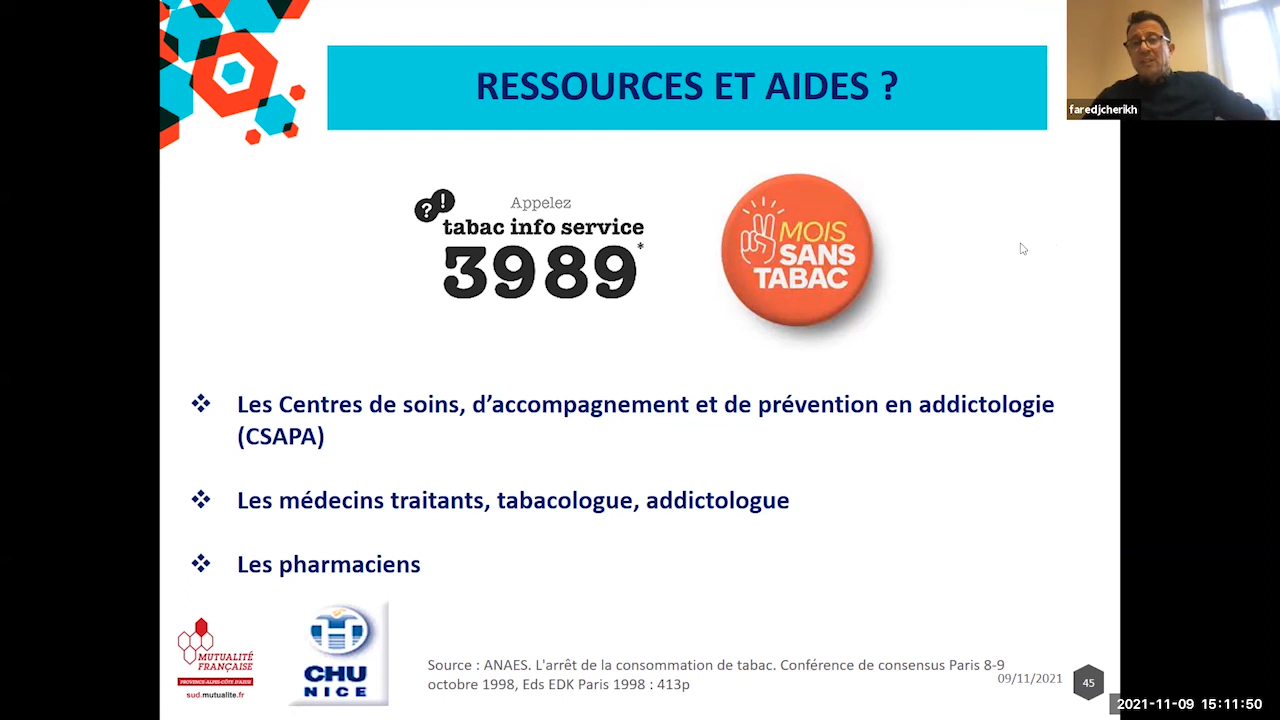 RESSOURCES ET AIDES ?
faredjcherikh
?!
Appelez
tabac info service
3989*
MOIS
SANS
TABAC
Les Centres de soins, d’accompagnement et de prévention en addictologie
(CSAPA)
Les médecins traitants, tabacologue, addictologue
Les pharmaciens
MUTUALITÉ
FRANÇAISE
PROVENCE-ALPES-CÔTE D'AZUR
sud.mutualite.fr
CHU
NICE
Source : ANAES. L'arrêt de la consommation de tabac. Conférence de consensus Paris 8-9
octobre 1998, Eds EDK Paris 1998 : 413p
09/11/2021
45
2021-11-09 15:11:50